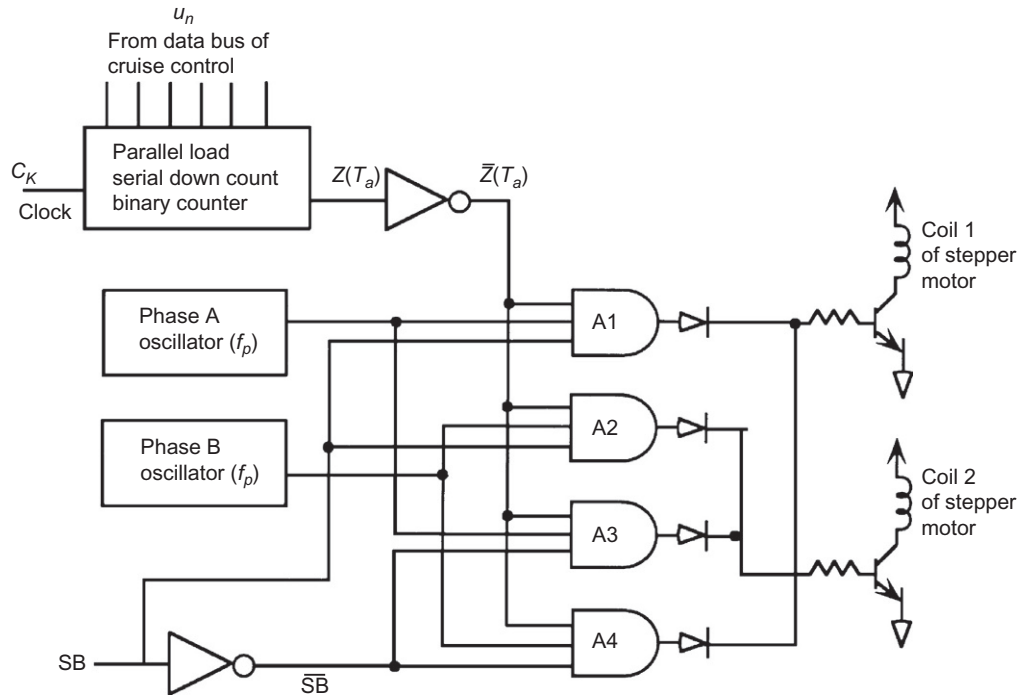 u_n
From data bus of
cruise control
Parallel load
serial down count
binary counter
C_K
Clock
Z(T_a)
Z̅(T_a)
Coil 1
of stepper
motor
Phase A
oscillator (f_p)
A1
Phase B
oscillator (f_p)
A2
A3
Coil 2
of stepper
motor
A4
SB
S̅B̅